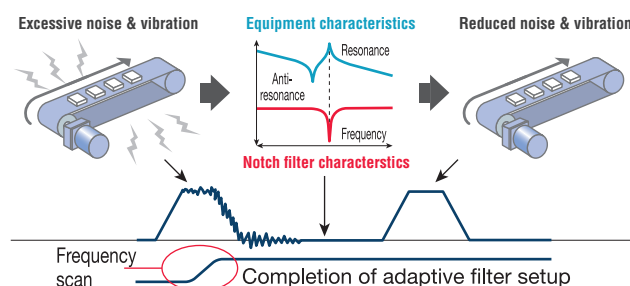 Excessive noise & vibration
Equipment characteristics
Reduced noise & vibration
Resonance
Anti-
resonance
Frequency
Notch filter characterstics
Frequency
scan
Completion of adaptive filter setup